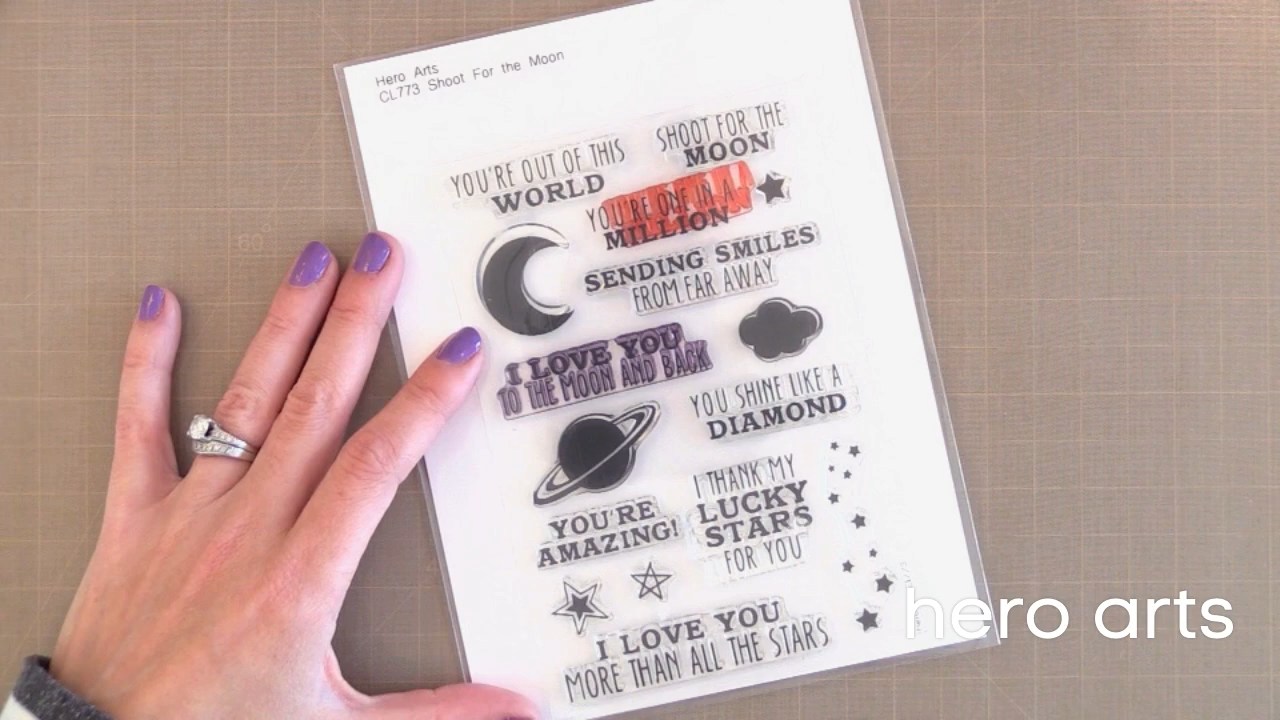 Hero Arts
CL773 Shoot For the Moon
YOU'RE OUT OF THIS
WORLD
SHOOT FOR THE
MOON
YOU'RE ONE IN A
MILLION
SENDING SMILES
FROM FAR AWAY
I LOVE YOU
TO THE MOON AND BACK
YOU SHINE LIKE A
DIAMOND
I THANK MY
LUCKY
STARS
FOR YOU
YOU'RE
AMAZING!
I LOVE YOU
MORE THAN ALL THE STARS
hero arts
60°